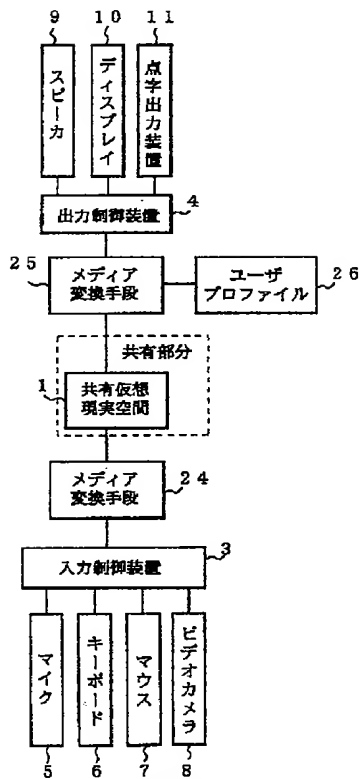 9 10 11
スピーカ
ディスプレイ
点字出力装置
出力制御装置
4
25
メディア
変換手段
ユーザ
プロファイル
26
共有部分
1
共有仮想
現実空間
メディア
変換手段
24
入力制御装置
3
マイク
キーボード
マウス
ビデオカメラ
5 6 7 8